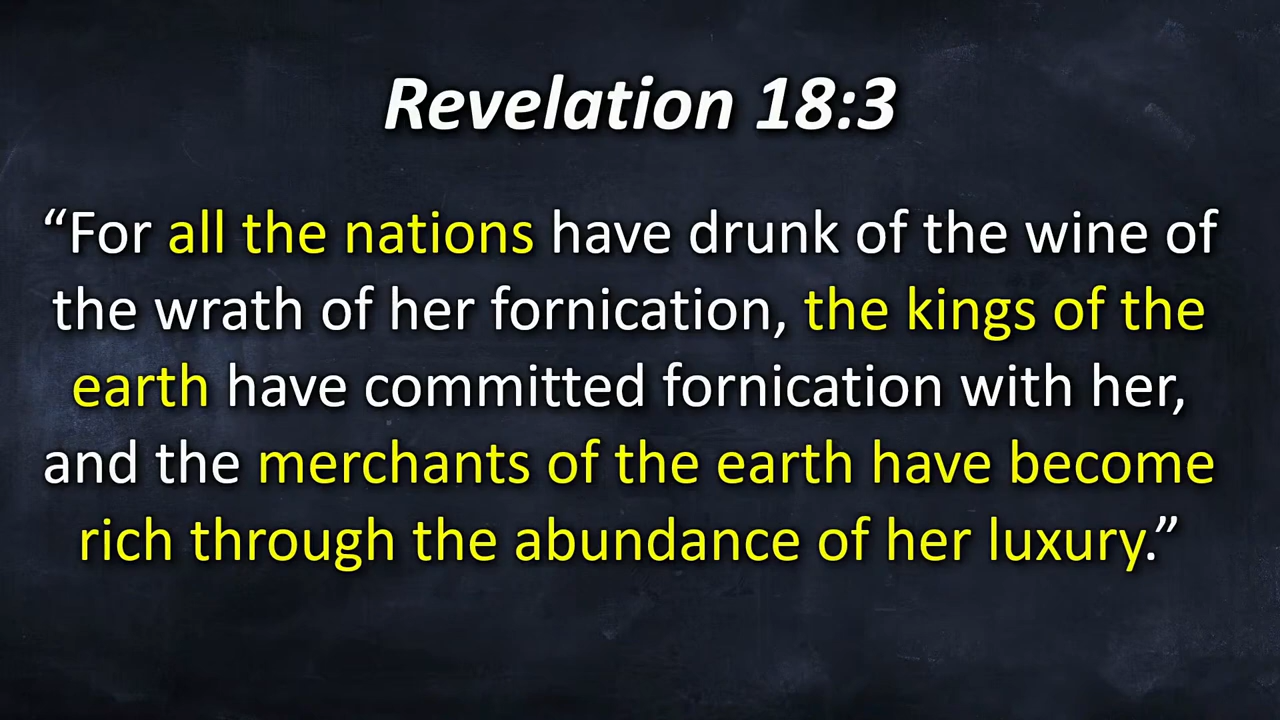 Revelation 18:3
“For all the nations have drunk of the wine of
the wrath of her fornication, the kings of the
earth have committed fornication with her,
and the merchants of the earth have become
rich through the abundance of her luxury.”